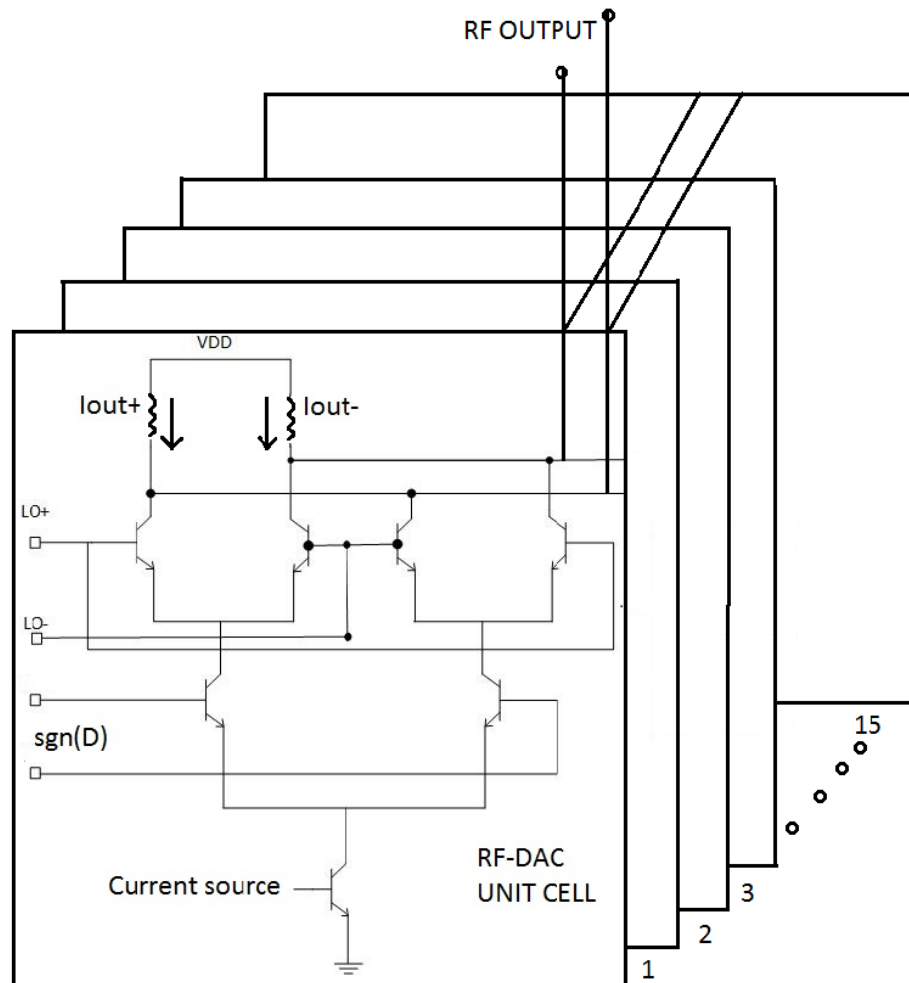 RF OUTPUT
VDD
Iout+
Iout-
LO+
LO-
sgn(D)
15
RF-DAC
UNIT CELL
Current source
3
2
1